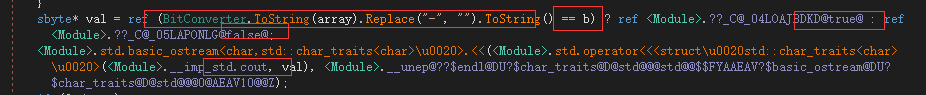 }
sbyte* val = ref (BitConverter.ToString(array).Replace("-", "").ToString() == b) ? ref <Module>.??_C@_04LOAJBDKD@true@ : ref
<Module>.??_C@_05LAPONLG@false@;
<Module>.std.basic_ostream<char,std::char_traits<char>\u0020>.<<(<Module>.std.operator<<<struct\u0020std::char_traits<char>
\u0020>(<Module>.__imp_std.cout, val), <Module>.__unep@??$endl@DU?$char_traits@D@std@@@std@@$$FYAAEAV?$basic_ostream@DU?
$char_traits@D@std@@@0@AEAV10@@Z);